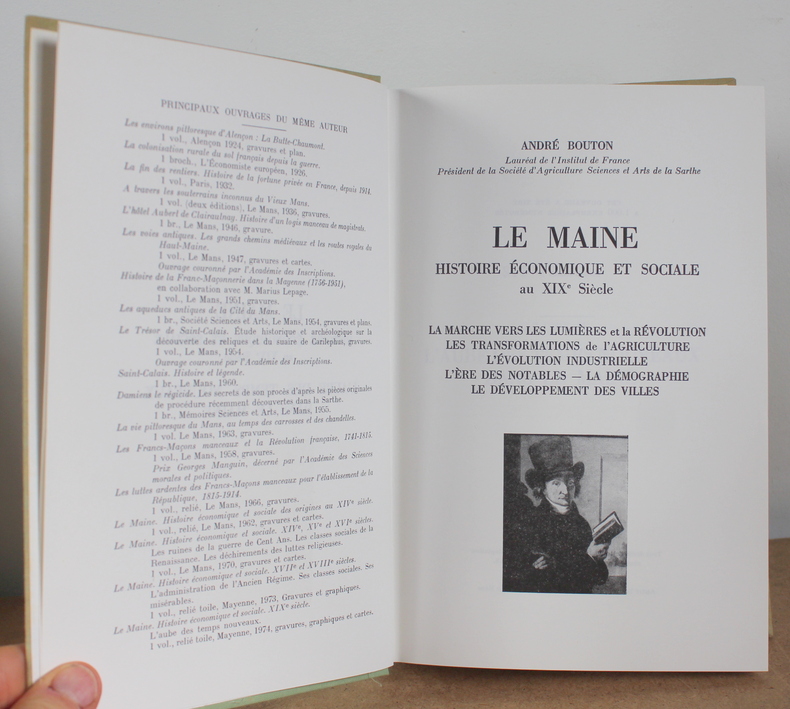 PRINCIPAUX OUVRAGES DU MÊME AUTEUR
Les environs pittoresques d'Alençon : La Butte-Chaumont.
1 vol., Alençon 1924, gravures et plan.
La colonisation rurale du sol français depuis la guerre.
1 broch., L'Économiste européen, 1926.
La fin des rentiers. Histoire de la fortune privée en France, depuis 1914.
1 vol., Paris, 1932.
A travers les souterrains inconnus du Vieux Mans.
1 vol. (deux éditions), Le Mans, 1936, gravures.
L'hôtel Aubert de Clairaulnay. Histoire d'un logis manceau de magistrats.
1 br., Le Mans, 1946, gravure.
Les voies antiques. Les grands chemins médiévaux et les routes royales du
Haut-Maine.
1 vol., Le Mans, 1947, gravures et cartes.
Ouvrage couronné par l'Académie des Inscriptions.
Histoire de la Franc-Maçonnerie dans la Mayenne (1756-1951),
en collaboration avec M. Marius Lepage.
1 vol., Le Mans, 1951, gravures.
Les aqueducs antiques de la Cité du Mans.
1 br., Société Sciences et Arts, Le Mans, 1954, gravures et plans.
Le Trésor de Saint-Calais. Étude historique et archéologique sur la
découverte des reliques et du suaire de Carilephus, gravures.
1 vol., Le Mans, 1954.
Ouvrage couronné par l'Académie des Inscriptions.
Saint-Calais. Histoire et légende.
1 br., Le Mans, 1960.
Damiens le régicide. Les secrets de son procès d'après les pièces originales
de procédure récemment découvertes dans la Sarthe.
1 br., Mémoires Sciences et Arts, Le Mans, 1955.
La vie pittoresque du Mans, au temps des carrosses et des chandelles.
1 vol. Le Mans, 1963, gravures.
Les Francs-Maçons manceaux et la Révolution française, 1741-1815.
1 vol., Le Mans, 1958, gravures.
Prix Georges Mangain, décerné par l'Académie des Sciences
morales et politiques.
Les luttes ardentes des Francs-Maçons manceaux pour l'établissement de la
République, 1815-1914.
1 vol., relié, Le Mans, 1966, gravures.
Le Maine. Histoire économique et sociale des origines au XIVe siècle.
1 vol., relié, Le Mans, 1962, gravures et cartes.
Le Maine. Histoire économique et sociale. XIVe, XVe et XVIe siècles.
Les ruines de la guerre de Cent Ans. Les classes sociales de la
Renaissance. Les déchirements des luttes religieuses.
1 vol., Le Mans, 1970, gravures et cartes.
Le Maine. Histoire économique et sociale. XVIIe et XVIIIe siècles.
L'administration de l'Ancien Régime. Ses classes sociales. Ses
misérables.
1 vol., relié toile, Mayenne, 1973, Gravures et graphiques.
Le Maine. Histoire économique et sociale. XIXe siècle.
L'aube des temps nouveaux.
1 vol., relié toile, Mayenne, 1974, gravures, graphiques et cartes.
ANDRÉ BOUTON
Lauréat de l'Institut de France
Président de la Société d'Agriculture Sciences et Arts de la Sarthe
LE MAINE
HISTOIRE ÉCONOMIQUE ET SOCIALE
au XIXe Siècle
LA MARCHE VERS LES LUMIÈRES et la RÉVOLUTION
LES TRANSFORMATIONS de l'AGRICULTURE
L'ÉVOLUTION INDUSTRIELLE
L'ÈRE DES NOTABLES – LA DÉMOGRAPHIE
LE DÉVELOPPEMENT DES VILLES